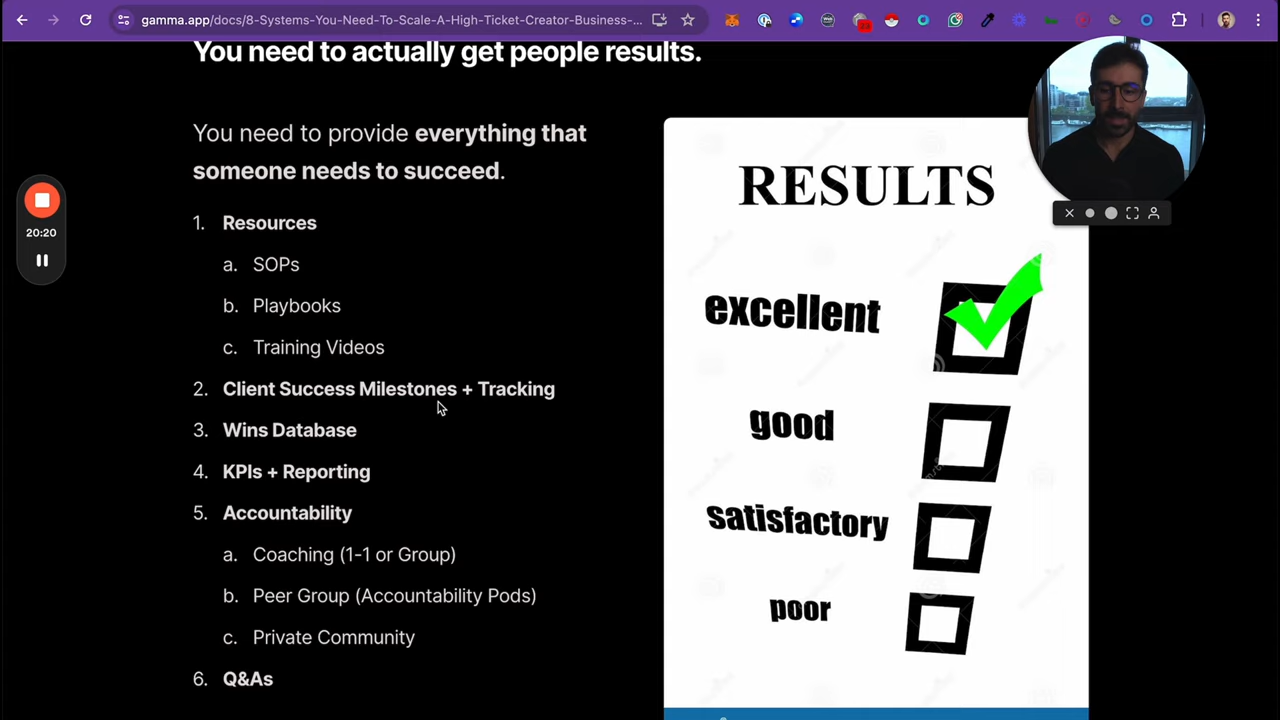 gamma.app/docs/8-Systems-You-Need-To-Scale-A-High-Ticket-Creator-Business-...
You need to actually get people results.
You need to provide everything that
someone needs to succeed.
1. Resources
a. SOPs
b. Playbooks
c. Training Videos
2. Client Success Milestones + Tracking
3. Wins Database
4. KPIs + Reporting
5. Accountability
a. Coaching (1-1 or Group)
b. Peer Group (Accountability Pods)
c. Private Community
6. Q&As
RESULTS
excellent
good
satisfactory
poor
20:20